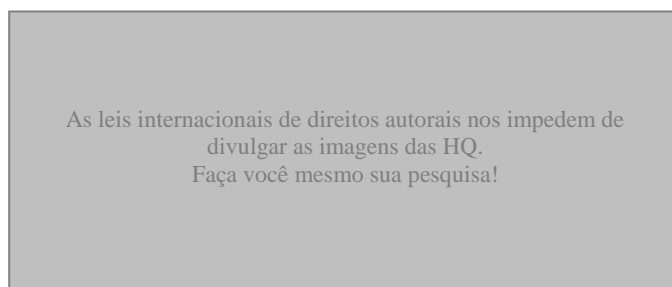 As leis internacionais de direitos autorais nos impedem de
divulgar as imagens das HQ.
Faça você mesmo sua pesquisa!